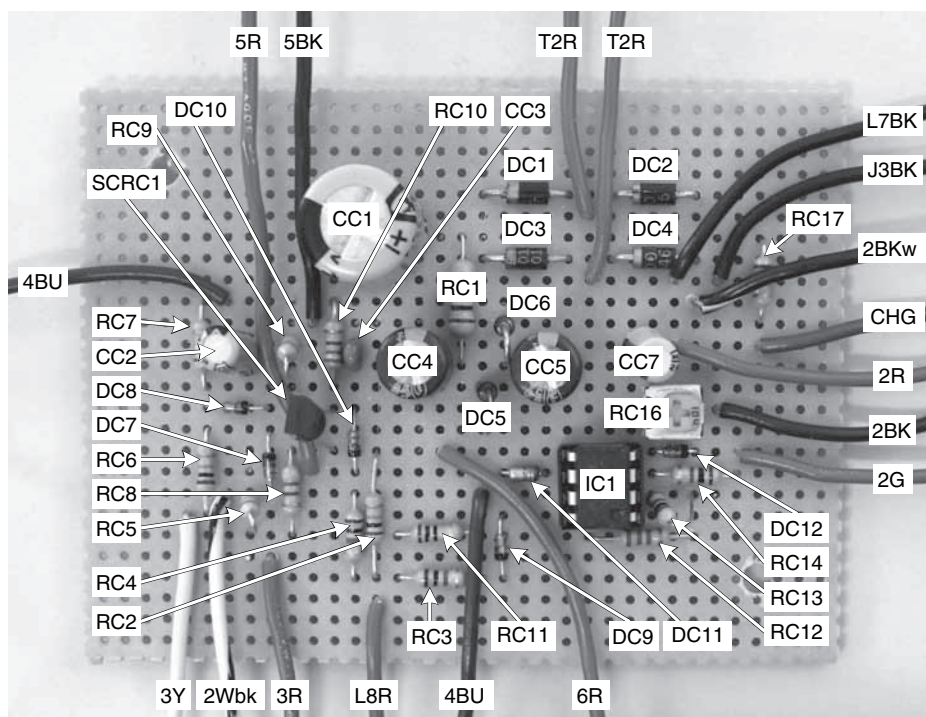 5R
5BK
T2R
T2R
DC10
RC10
CC3
RC9
L7BK
SCRC1
DC1
DC2
J3BK
CC1
RC17
DC3
DC4
2BKw
4BU
RC1
DC6
RC7
CHG
CC2
CC4
CC5
CC7
2R
DC8
DC5
RC16
DC7
2BK
RC6
IC1
2G
RC8
RC5
DC12
RC4
RC14
RC13
RC2
RC3
RC11
DC9
DC11
RC12
3Y
2Wbk
3R
L8R
4BU
6R